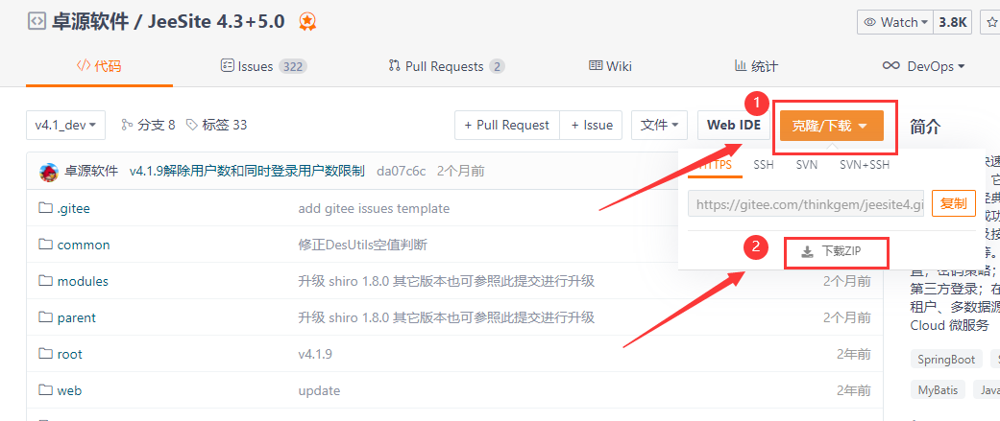 卓源软件 / JeeSite 4.3+5.0
Watch 3.8K
代码 Issues 322 Pull Requests 2 Wiki 统计 DevOps
1
v4.1_dev 分支 8 标签 33 + Pull Request + Issue 文件 Web IDE 克隆/下载
简介
卓源软件 v4.1.9解除用户数和同时登录用户数限制 da07c6c 2个月前
HTTPS SSH SVN SVN+SSH
https://gitee.com/thinkgem/jeesite4.gi 复制
2
下载ZIP
.gitee add gitee issues template
common 修正DesUtils空值判断
modules 升级 shiro 1.8.0 其它版本也可参照此提交进行升级 2个月前
parent 升级 shiro 1.8.0 其它版本也可参照此提交进行升级 2个月前
root v4.1.9 2年前
web update 2年前
第三方登录；在
租户、多数据源
Cloud 微服务
SpringBoot
MyBatis Java